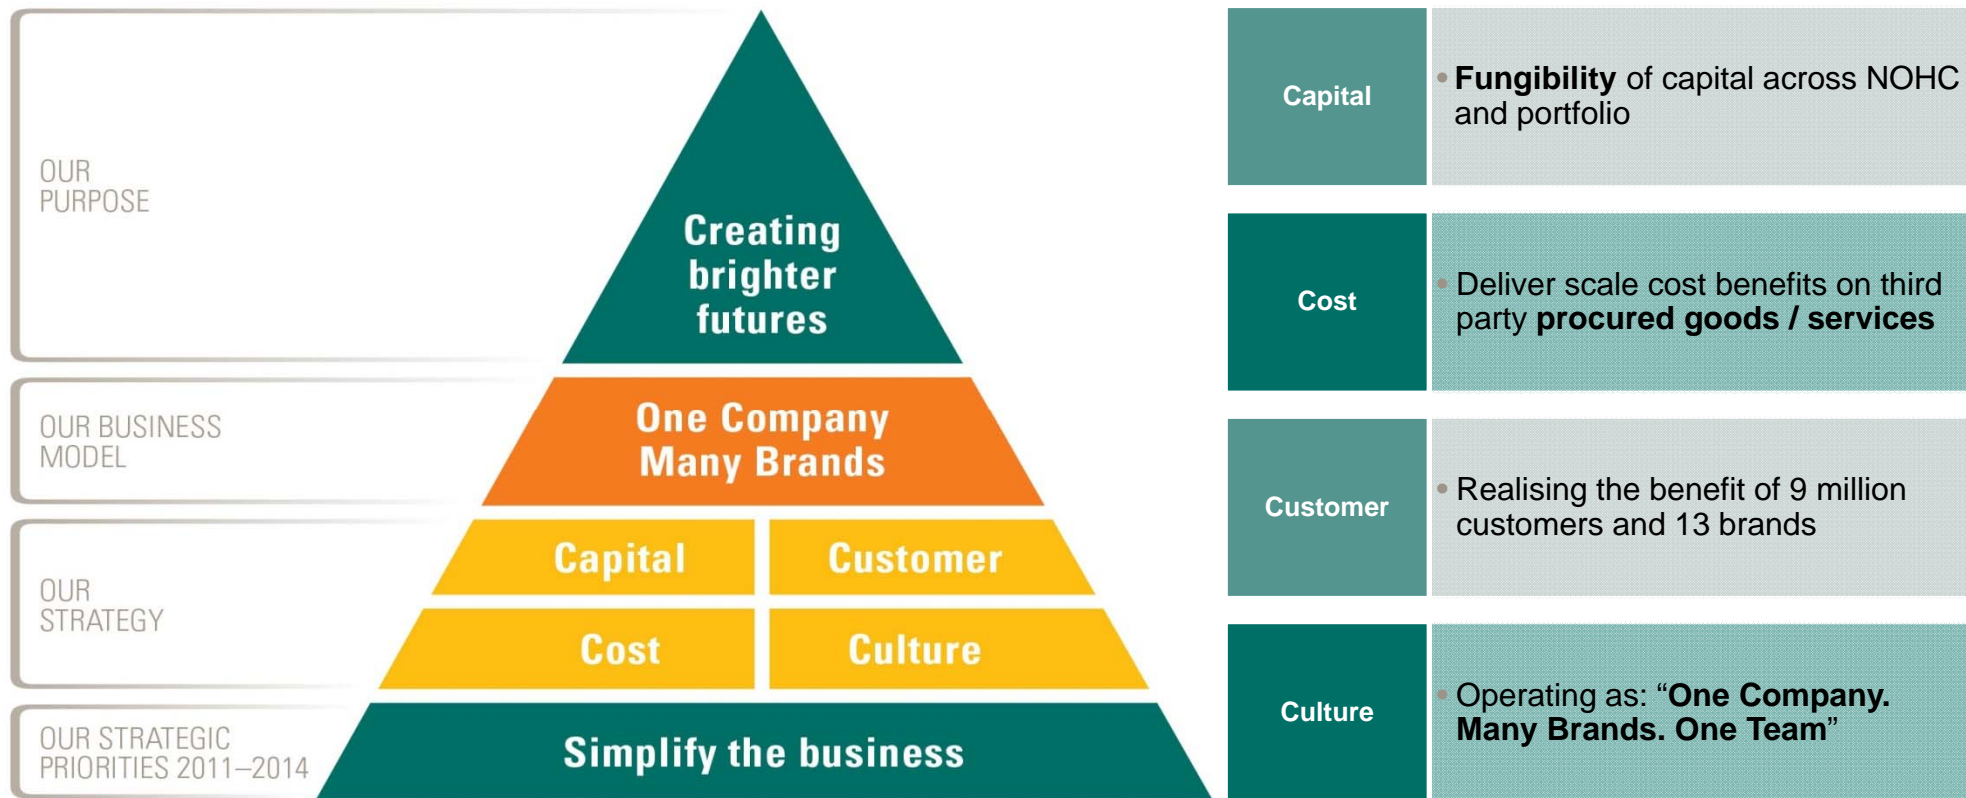 OUR
PURPOSE
Creating
brighter
futures
OUR BUSINESS
MODEL
One Company
Many Brands
OUR
STRATEGY
Capital
Customer
Cost
Culture
OUR STRATEGIC
PRIORITIES 2011–2014
Simplify the business
Capital
• Fungibility of capital across NOHC
and portfolio
Cost
• Deliver scale cost benefits on third
party procured goods / services
Customer
• Realising the benefit of 9 million
customers and 13 brands
Culture
• Operating as: “One Company.
Many Brands. One Team”